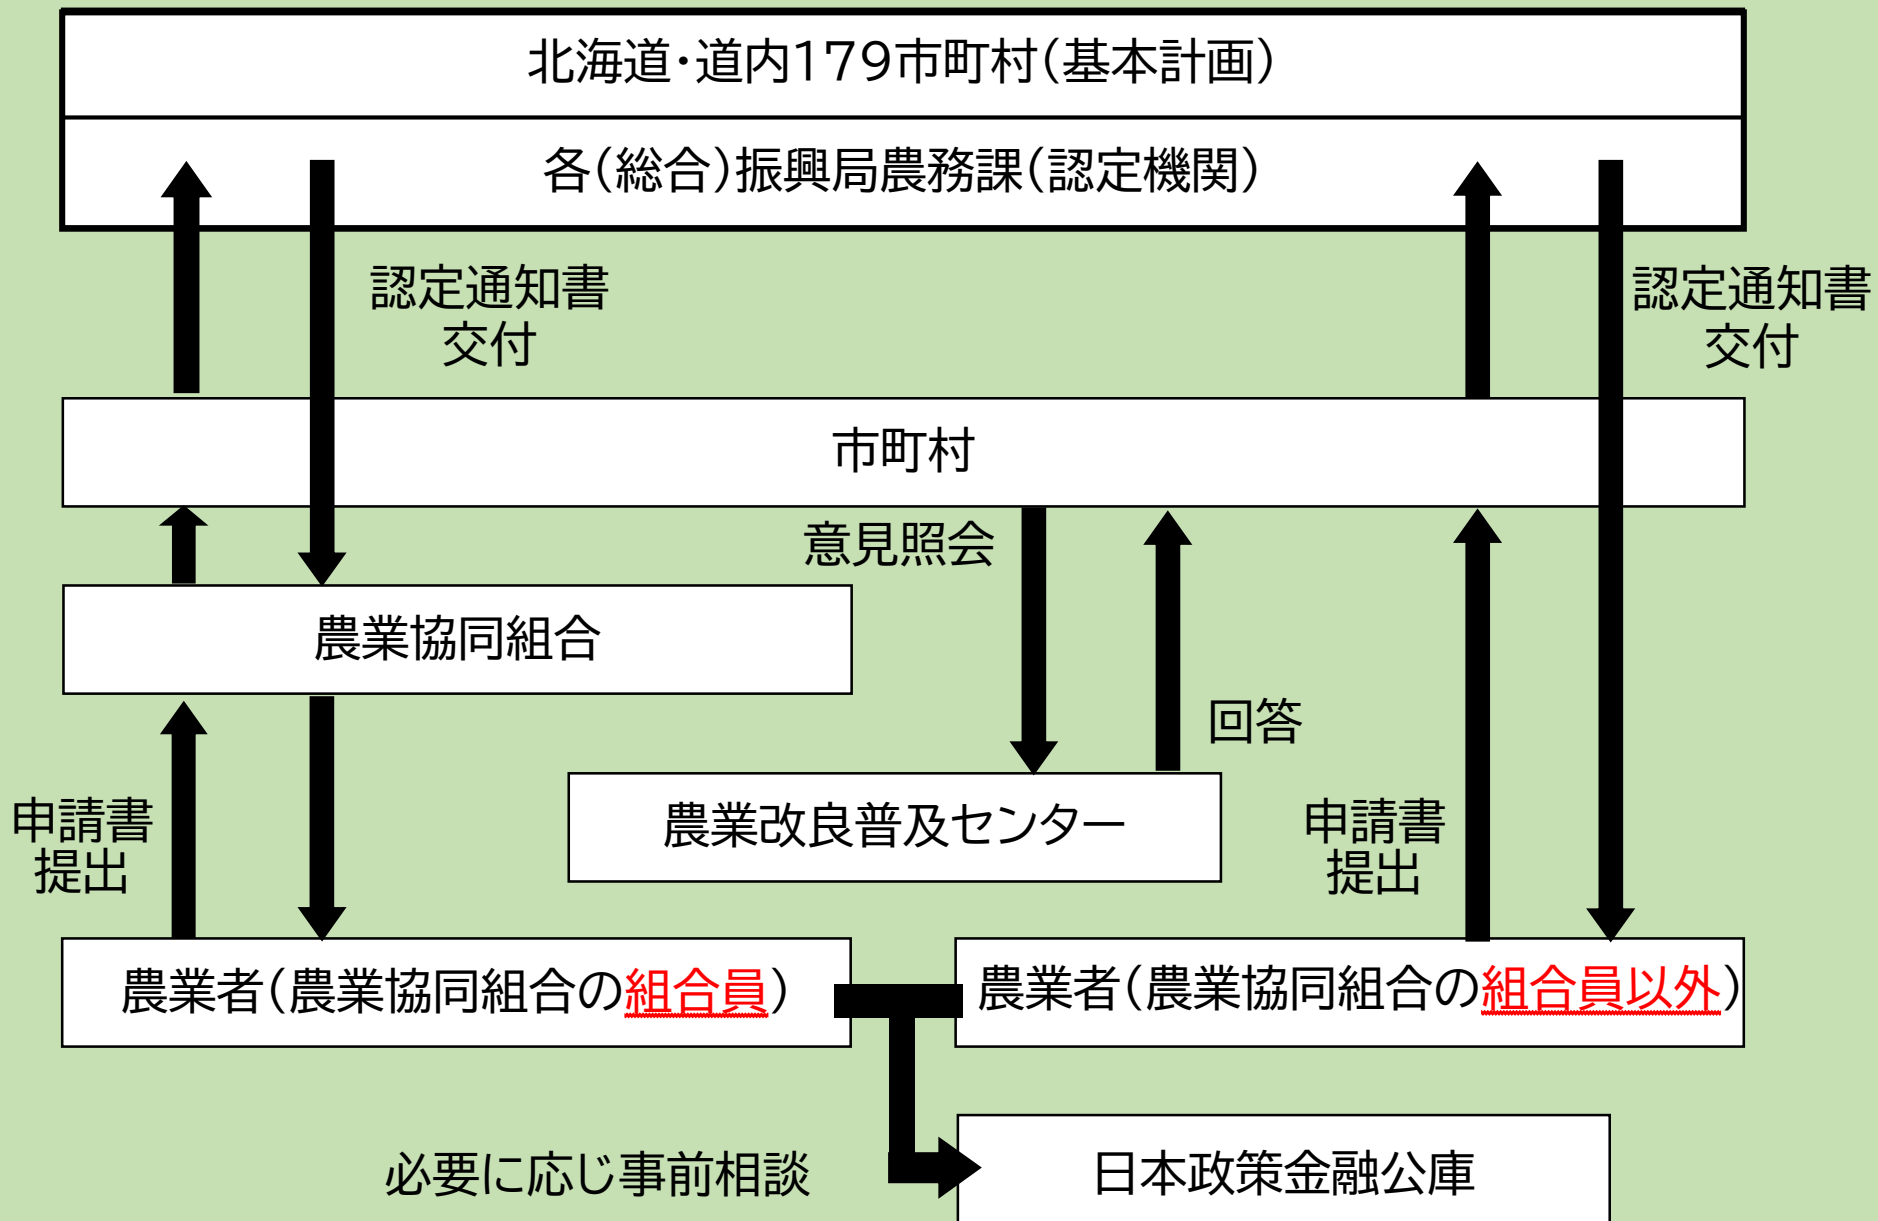 北海道・道内179市町村(基本計画)
各(総合)振興局農務課(認定機関)
認定通知書
交付
認定通知書
交付
市町村
意見照会
農業協同組合
回答
農業改良普及センター
申請書
提出
申請書
提出
農業者(農業協同組合の組合員)
農業者(農業協同組合の組合員以外)
必要に応じ事前相談
日本政策金融公庫